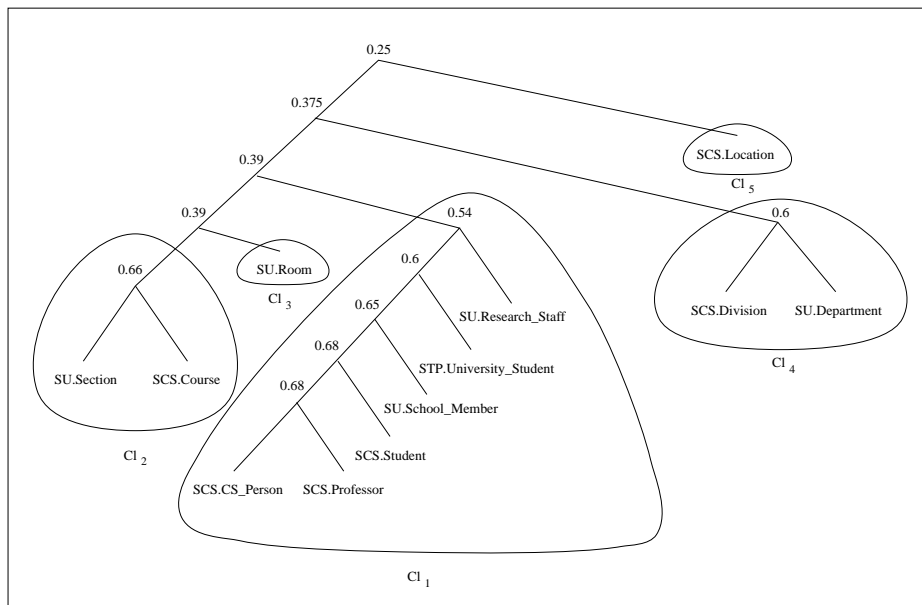 0.25
0.375
0.39
SCS.Location
Cl 5
0.39
0.54
0.6
0.66
SU.Room
0.6
Cl 3
0.65
SU.Research_Staff
SCS.Division
SU.Department
0.68
STP.University_Student
Cl 4
SU.Section
SCS.Course
0.68
SU.School_Member
Cl 2
SCS.Student
SCS.CS_Person
SCS.Professor
Cl 1